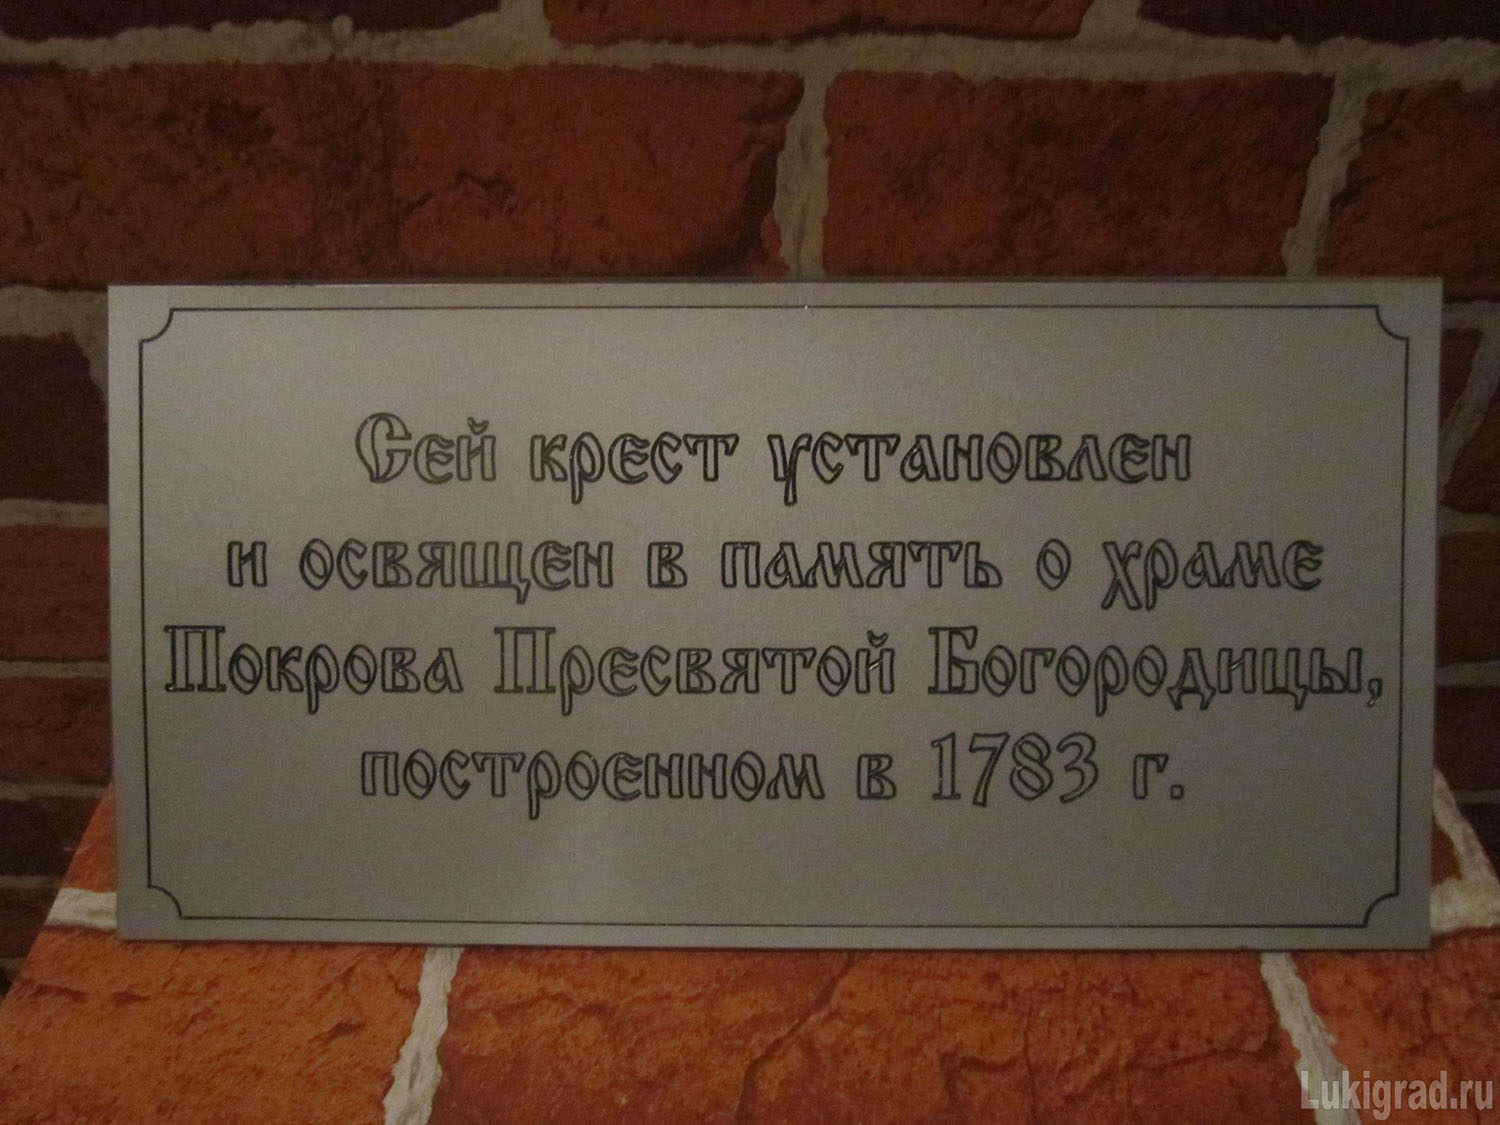 Сей крест установлен
и освящен в память о храме
Покрова Пресвятой Богородицы,
построенном в 1783 г.
Lukigrad.ru